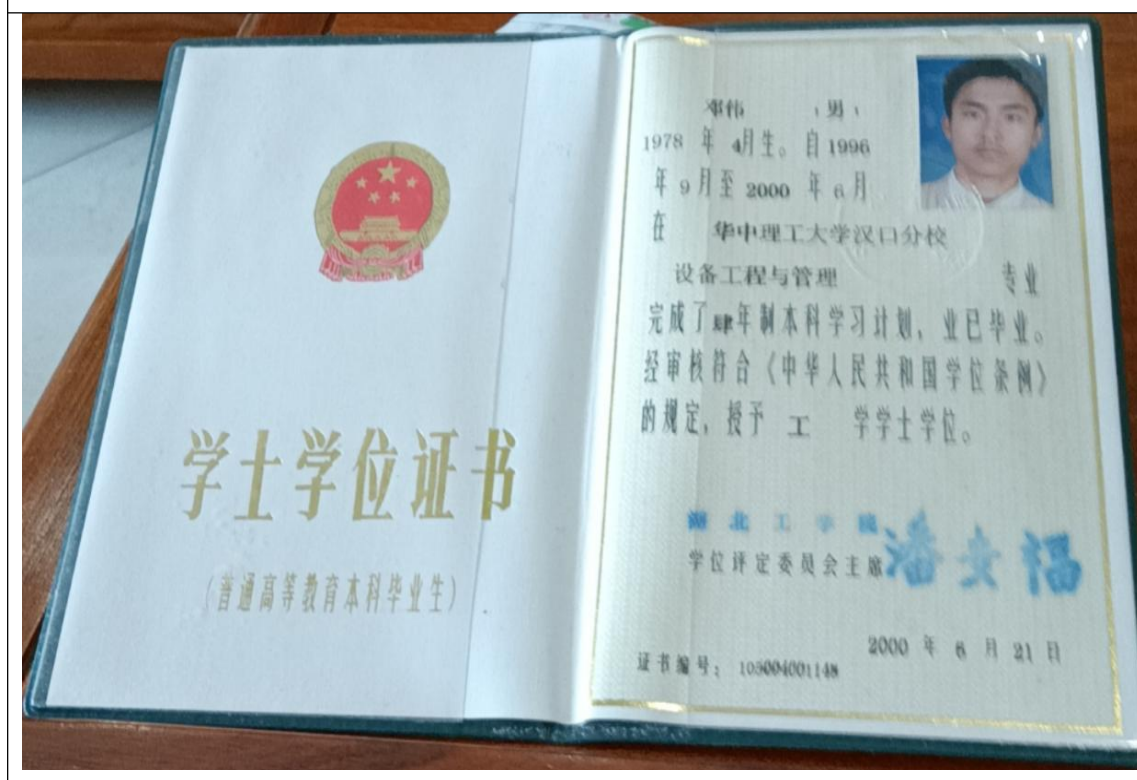 学士学位证书
(普通高等教育本科毕业生)
邓伟 ,男,
1978 年 4月生。自 1996
年 9 月至 2000 年 6 月
在 华中理工大学汉口分校
设备工程与管理 专业
完成了肆年制本科学习计划,业已毕业。
经审核符合《中华人民共和国学位条例》
的规定,授予 工 学学士学位。
湖北工学院
学位评定委员会主席 潘安福
2000 年 6 月 21 日
证书编号: 105004001148